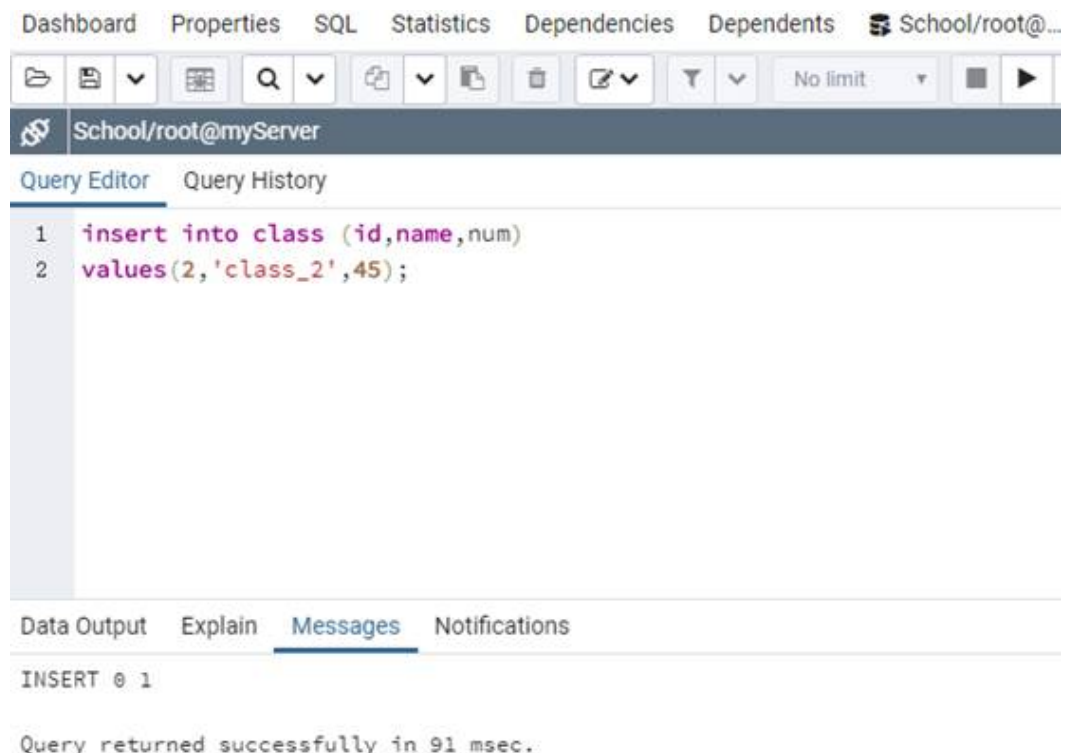 Dashboard Properties SQL Statistics Dependencies Dependents School/root@...
No limit
School/root@myServer
Query Editor Query History
1 insert into class (id,name,num)
2 values(2,'class_2',45);
Data Output Explain Messages Notifications
INSERT 0 1
Query returned successfully in 91 msec.